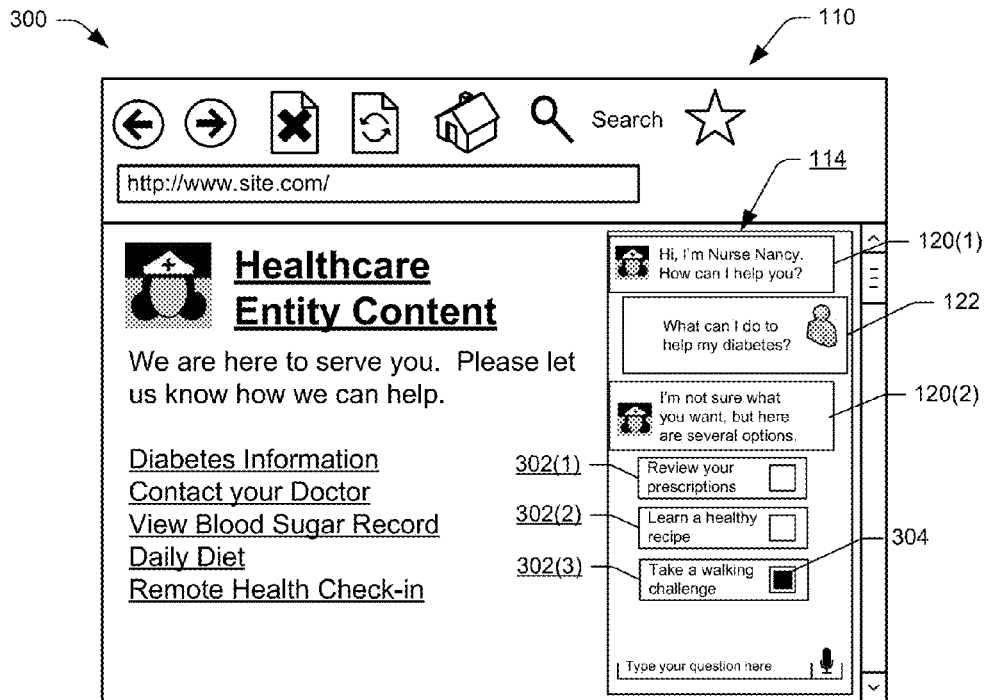 300
110
Search
http://www.site.com/
114
Healthcare
Entity Content
We are here to serve you.  Please let
us know how we can help.
Diabetes Information
Contact your Doctor
View Blood Sugar Record
Daily Diet
Remote Health Check-in
Hi, I'm Nurse Nancy.
How can I help you?
120(1)
What can I do to
help my diabetes?
122
I'm not sure what
you want, but here
are several options.
120(2)
302(1)
Review your
prescriptions
302(2)
Learn a healthy
recipe
302(3)
Take a walking
challenge
304
Type your question here